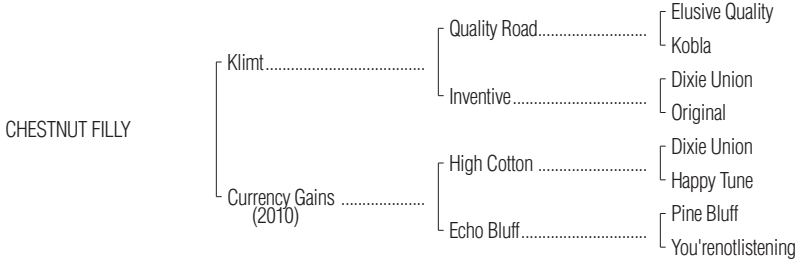 Elusive Quality
Quality Road..........................
Kobla
Klimt......................................
Dixie Union
Inventive................................
Original
CHESTNUT FILLY
Dixie Union
High Cotton ..........................
Happy Tune
Currency Gains ....................
(2010)
Pine Bluff
Echo Bluff..............................
You'renotlistening